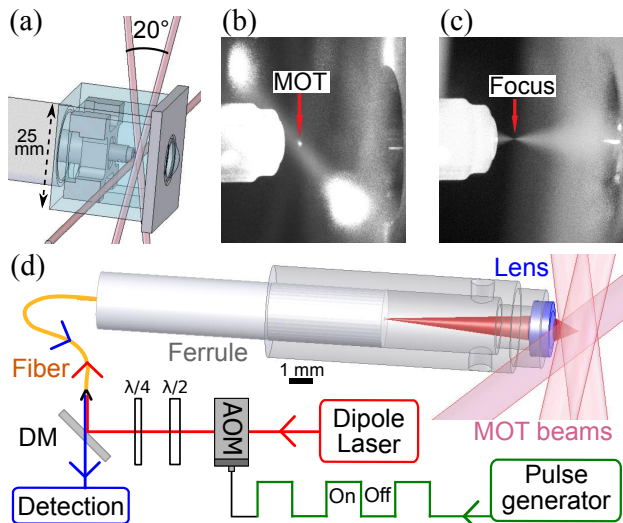 (a)
20°
25
mm
(b)
MOT
(c)
Focus
(d)
Lens
Ferrule
Fiber
1 mm
MOT beams
λ/4
λ/2
AOM
Dipole
Laser
DM
Detection
On
Off
Pulse
generator